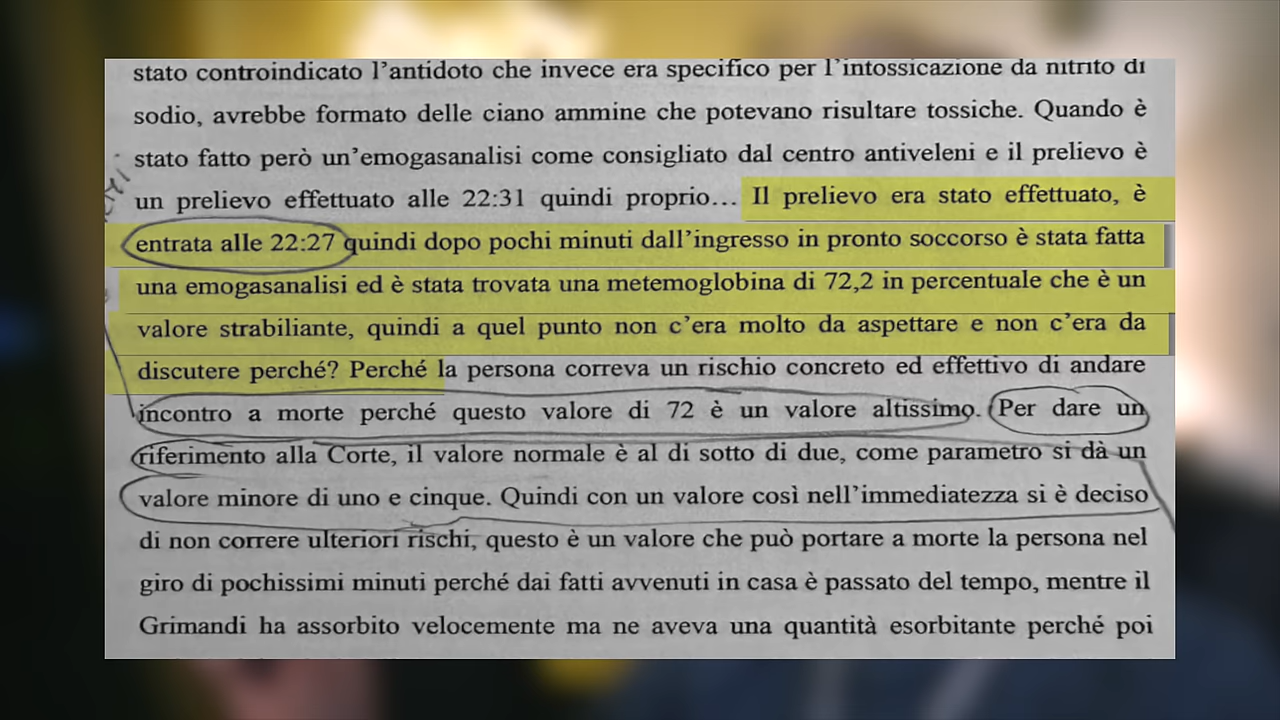 stato controindicato l'antidoto che invece era specifico per l'intossicazione da nitrito di
sodio, avrebbe formato delle ciano ammine che potevano risultare tossiche. Quando è
stato fatto però un'emogasanalisi come consigliato dal centro antiveleni e il prelievo è
un prelievo effettuato alle 22:31 quindi proprio… Il prelievo era stato effettuato, è
entrata alle 22:27 quindi dopo pochi minuti dall'ingresso in pronto soccorso è stata fatta
una emogasanalisi ed è stata trovata una metemoglobina di 72,2 in percentuale che è un
valore strabiliante, quindi a quel punto non c'era molto da aspettare e non c'era da
discutere perché? Perché la persona correva un rischio concreto ed effettivo di andare
incontro a morte perché questo valore di 72 è un valore altissimo. Per dare un
riferimento alla Corte, il valore normale è al di sotto di due, come parametro si dà un
valore minore di uno e cinque. Quindi con un valore così nell'immediatezza si è deciso
di non correre ulteriori rischi, questo è un valore che può portare a morte la persona nel
giro di pochissimi minuti perché dai fatti avvenuti in casa è passato del tempo, mentre il
Grimandi ha assorbito velocemente ma ne aveva una quantità esorbitante perché poi